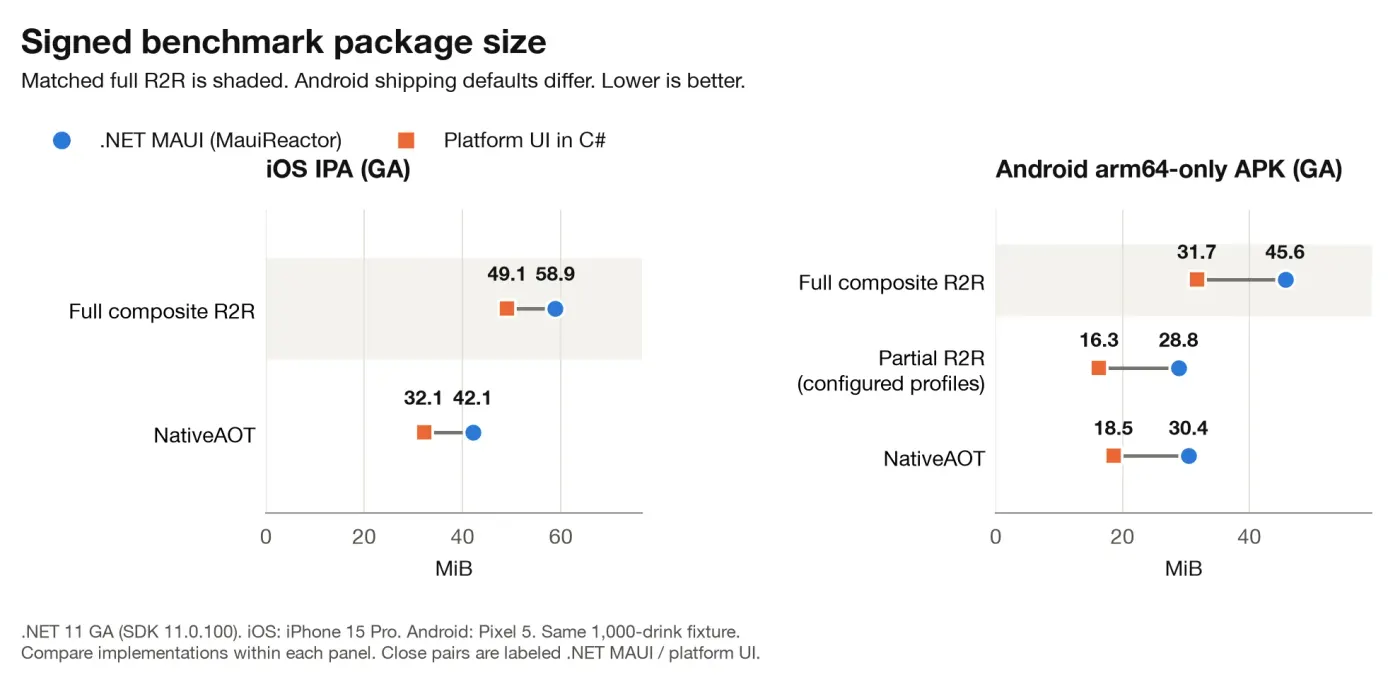 Signed benchmark package size
Matched full R2R is shaded. Android shipping defaults differ. Lower is better.
.NET MAUI (MauiReactor)
Platform UI in C#
iOS IPA (GA)
49.1 58.9
Full composite R2R
32.1 42.1
NativeAOT
0 20 40 60
MiB
Android arm64-only APK (GA)
31.7 45.6
Full composite R2R
16.3 28.8
Partial R2R
(configured profiles)
18.5 30.4
NativeAOT
0 20 40
MiB
.NET 11 GA (SDK 11.0.100). iOS: iPhone 15 Pro. Android: Pixel 5. Same 1,000-drink fixture.
Compare implementations within each panel. Close pairs are labeled .NET MAUI / platform UI.